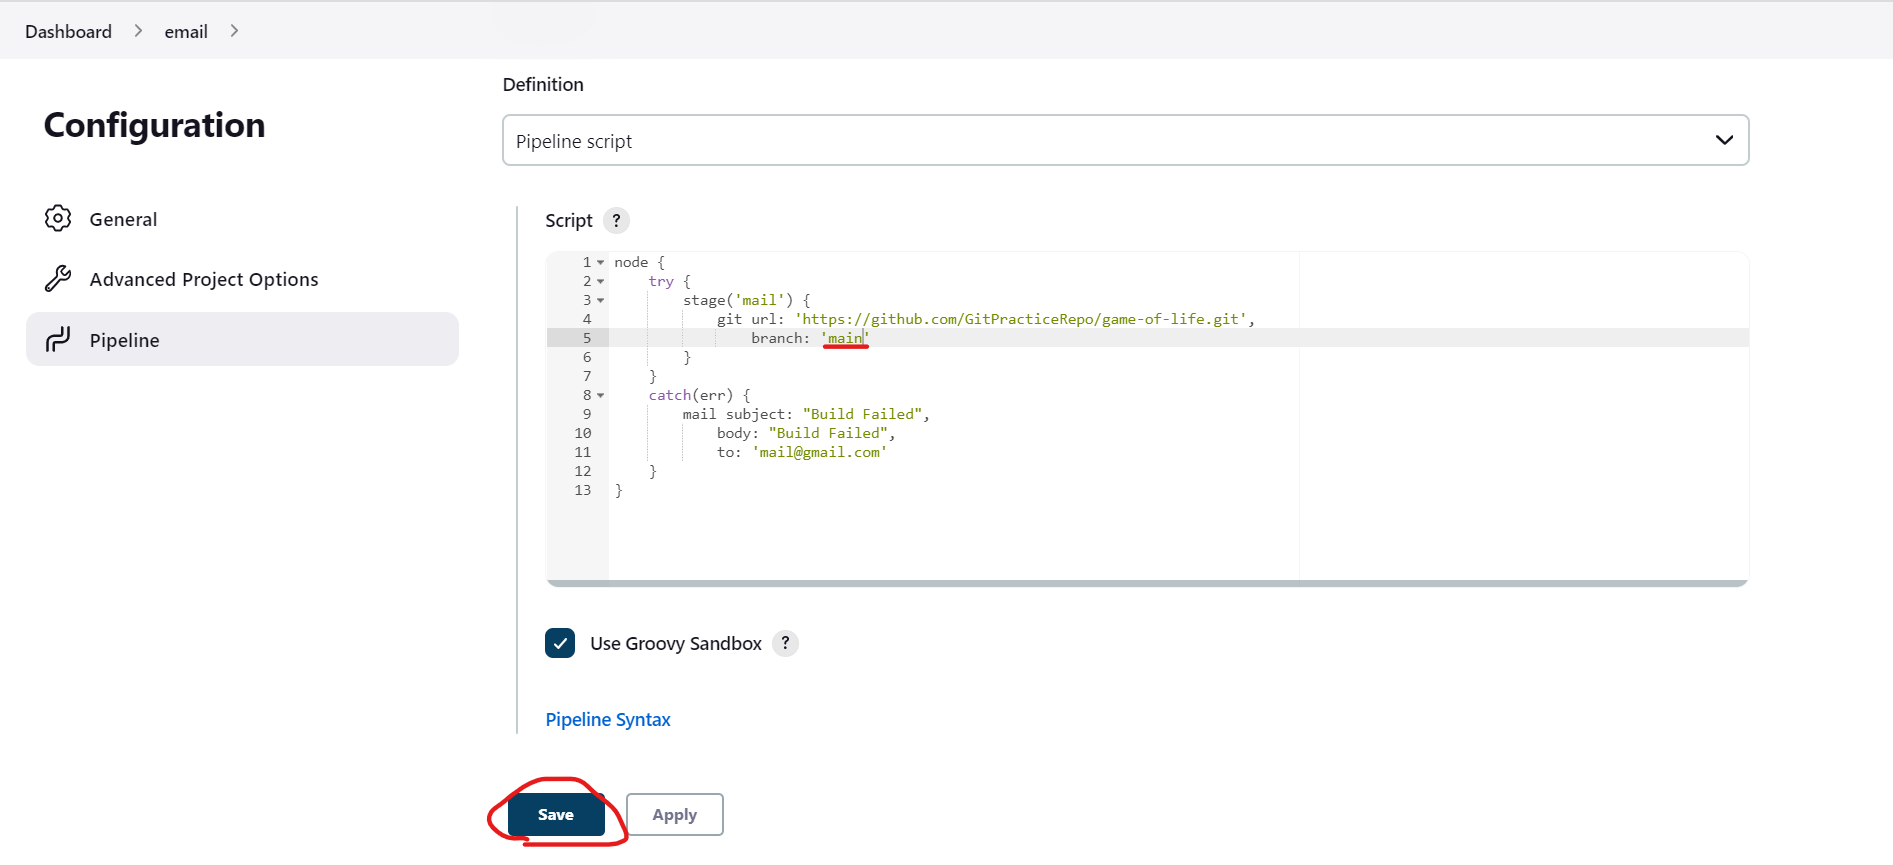 Dashboard > email >
Configuration
General
Advanced Project Options
Pipeline
Definition
Pipeline script
Script ?
1 node {
2     try {
3         stage('mail') {
4             git url: 'https://github.com/GitPracticeRepo/game-of-life.git',
5                 branch: 'main'
6         }
7     }
8     catch(err) {
9         mail subject: "Build Failed",
10             body: "Build Failed",
11             to: 'mail@gmail.com'
12     }
13 }
Use Groovy Sandbox ?
Pipeline Syntax
Save Apply